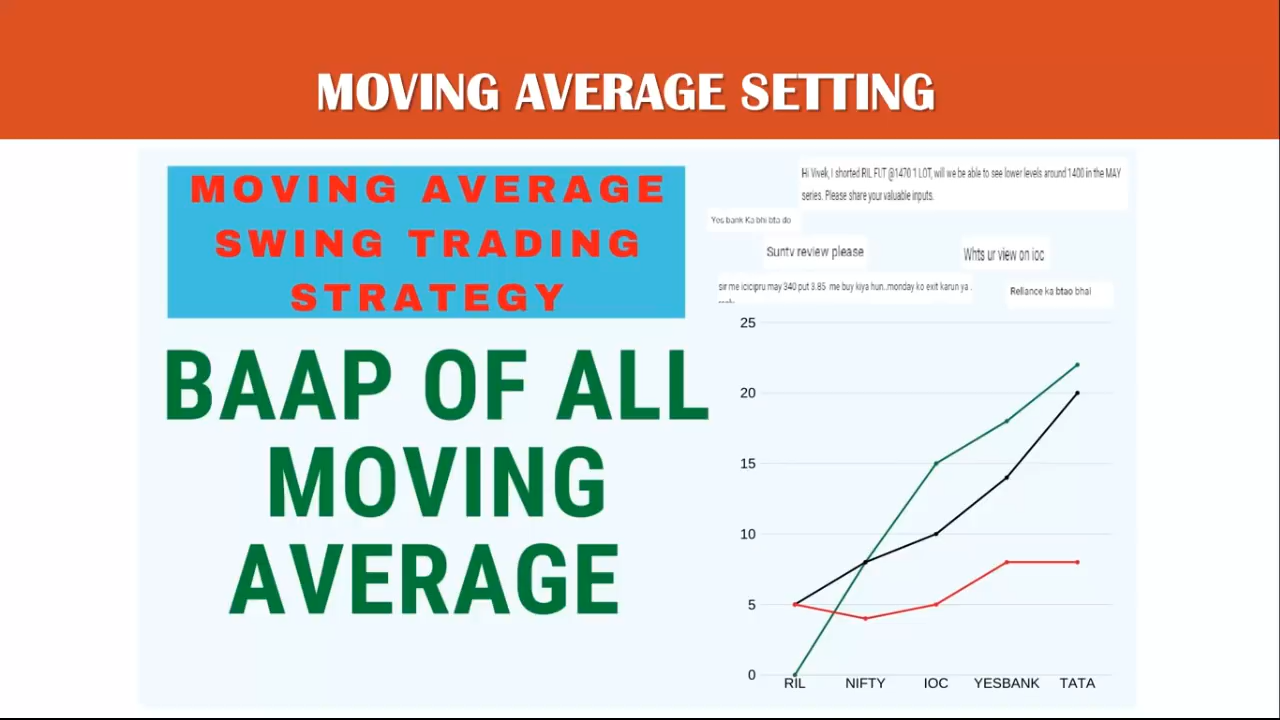 MOVING AVERAGE SETTING
MOVING AVERAGE
SWING TRADING
STRATEGY
BAAP OF ALL
MOVING
AVERAGE
Hi Vivek, I shorted RIL FUT @1470 1 LOT, will we be able to see lower levels around 1400 in the MAY
series. Please share your valuable inputs.
Yes bank Ka bhi bta do
Suntv review please
Whts ur view on ioc
sir me icicipru may 340 put 3.85 me buy kiya hun..monday ko exit karun ya .
Reliance ka btao bhai
25
20
15
10
5
0
RIL NIFTY IOC YESBANK TATA